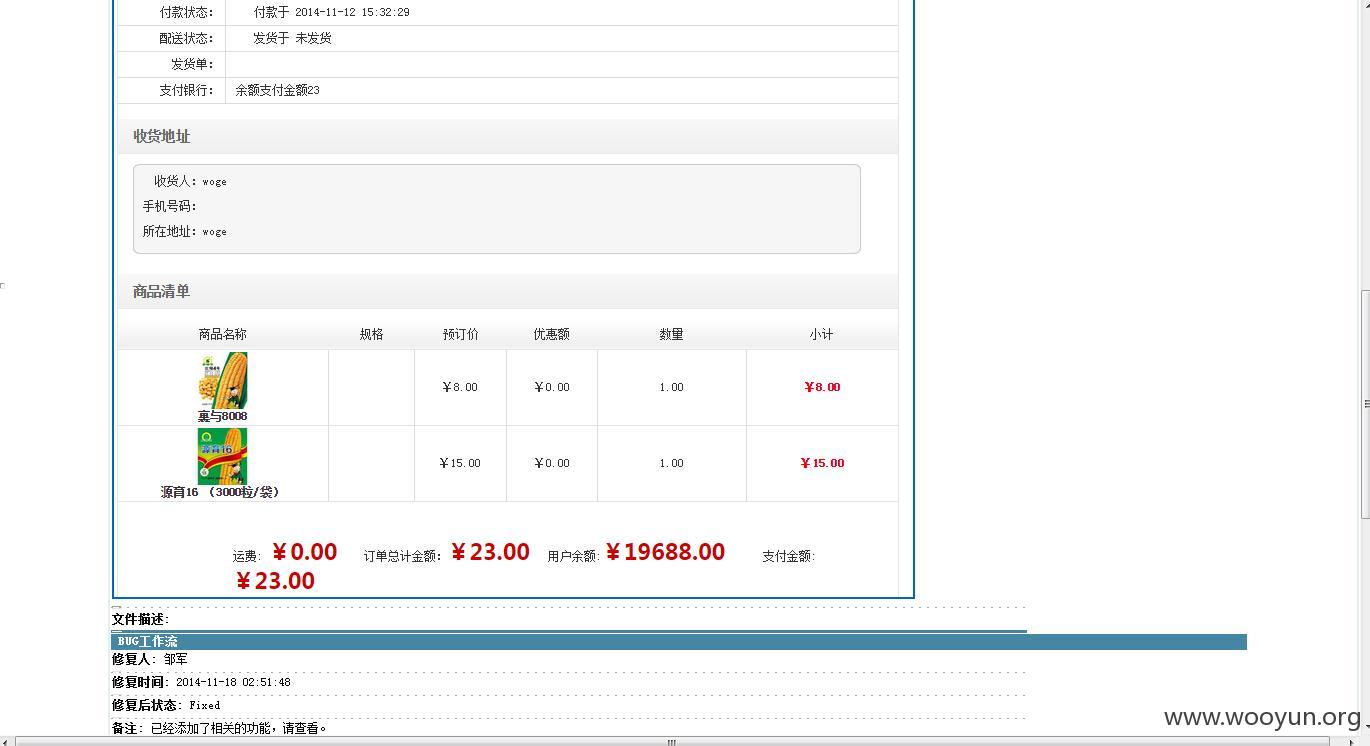 付款状态： 付款于 2014-11-12 15:32:29
配送状态： 发货于 未发货
发货单：
支付银行： 余额支付金额23
收货地址
收货人：woge
手机号码：
所在地址：woge
商品清单
商品名称 规格 预订价 优惠额 数量 小计
裏与8008 ￥8.00 ￥0.00 1.00 ￥8.00
源育16
源育16 （3000粒/袋） ￥15.00 ￥0.00 1.00 ￥15.00
运费: ￥0.00 订单总计金额: ￥23.00 用户余额: ￥19688.00 支付金额:
￥23.00
文件描述:
BUG工作流
修复人: 邹军
修复时间: 2014-11-18 02:51:48
修复后状态: Fixed
备注: 已经添加了相关的功能，请查看。
www.wooyun.org